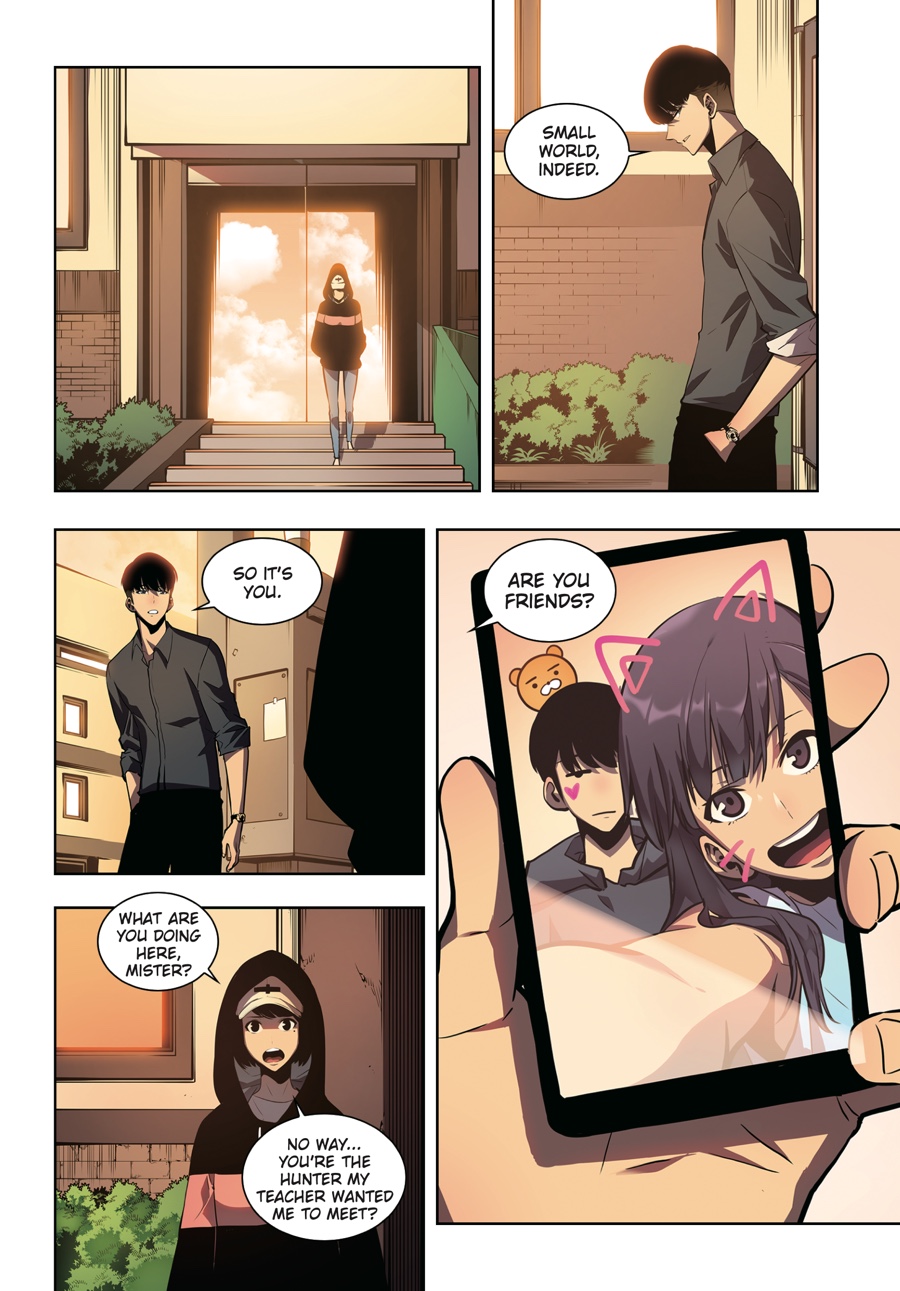 SMALL
WORLD,
INDEED.
SO IT'S
YOU.
ARE YOU
FRIENDS?
WHAT ARE
YOU DOING
HERE,
MISTER?
NO WAY...
YOU'RE THE
HUNTER MY
TEACHER WANTED
ME TO MEET?